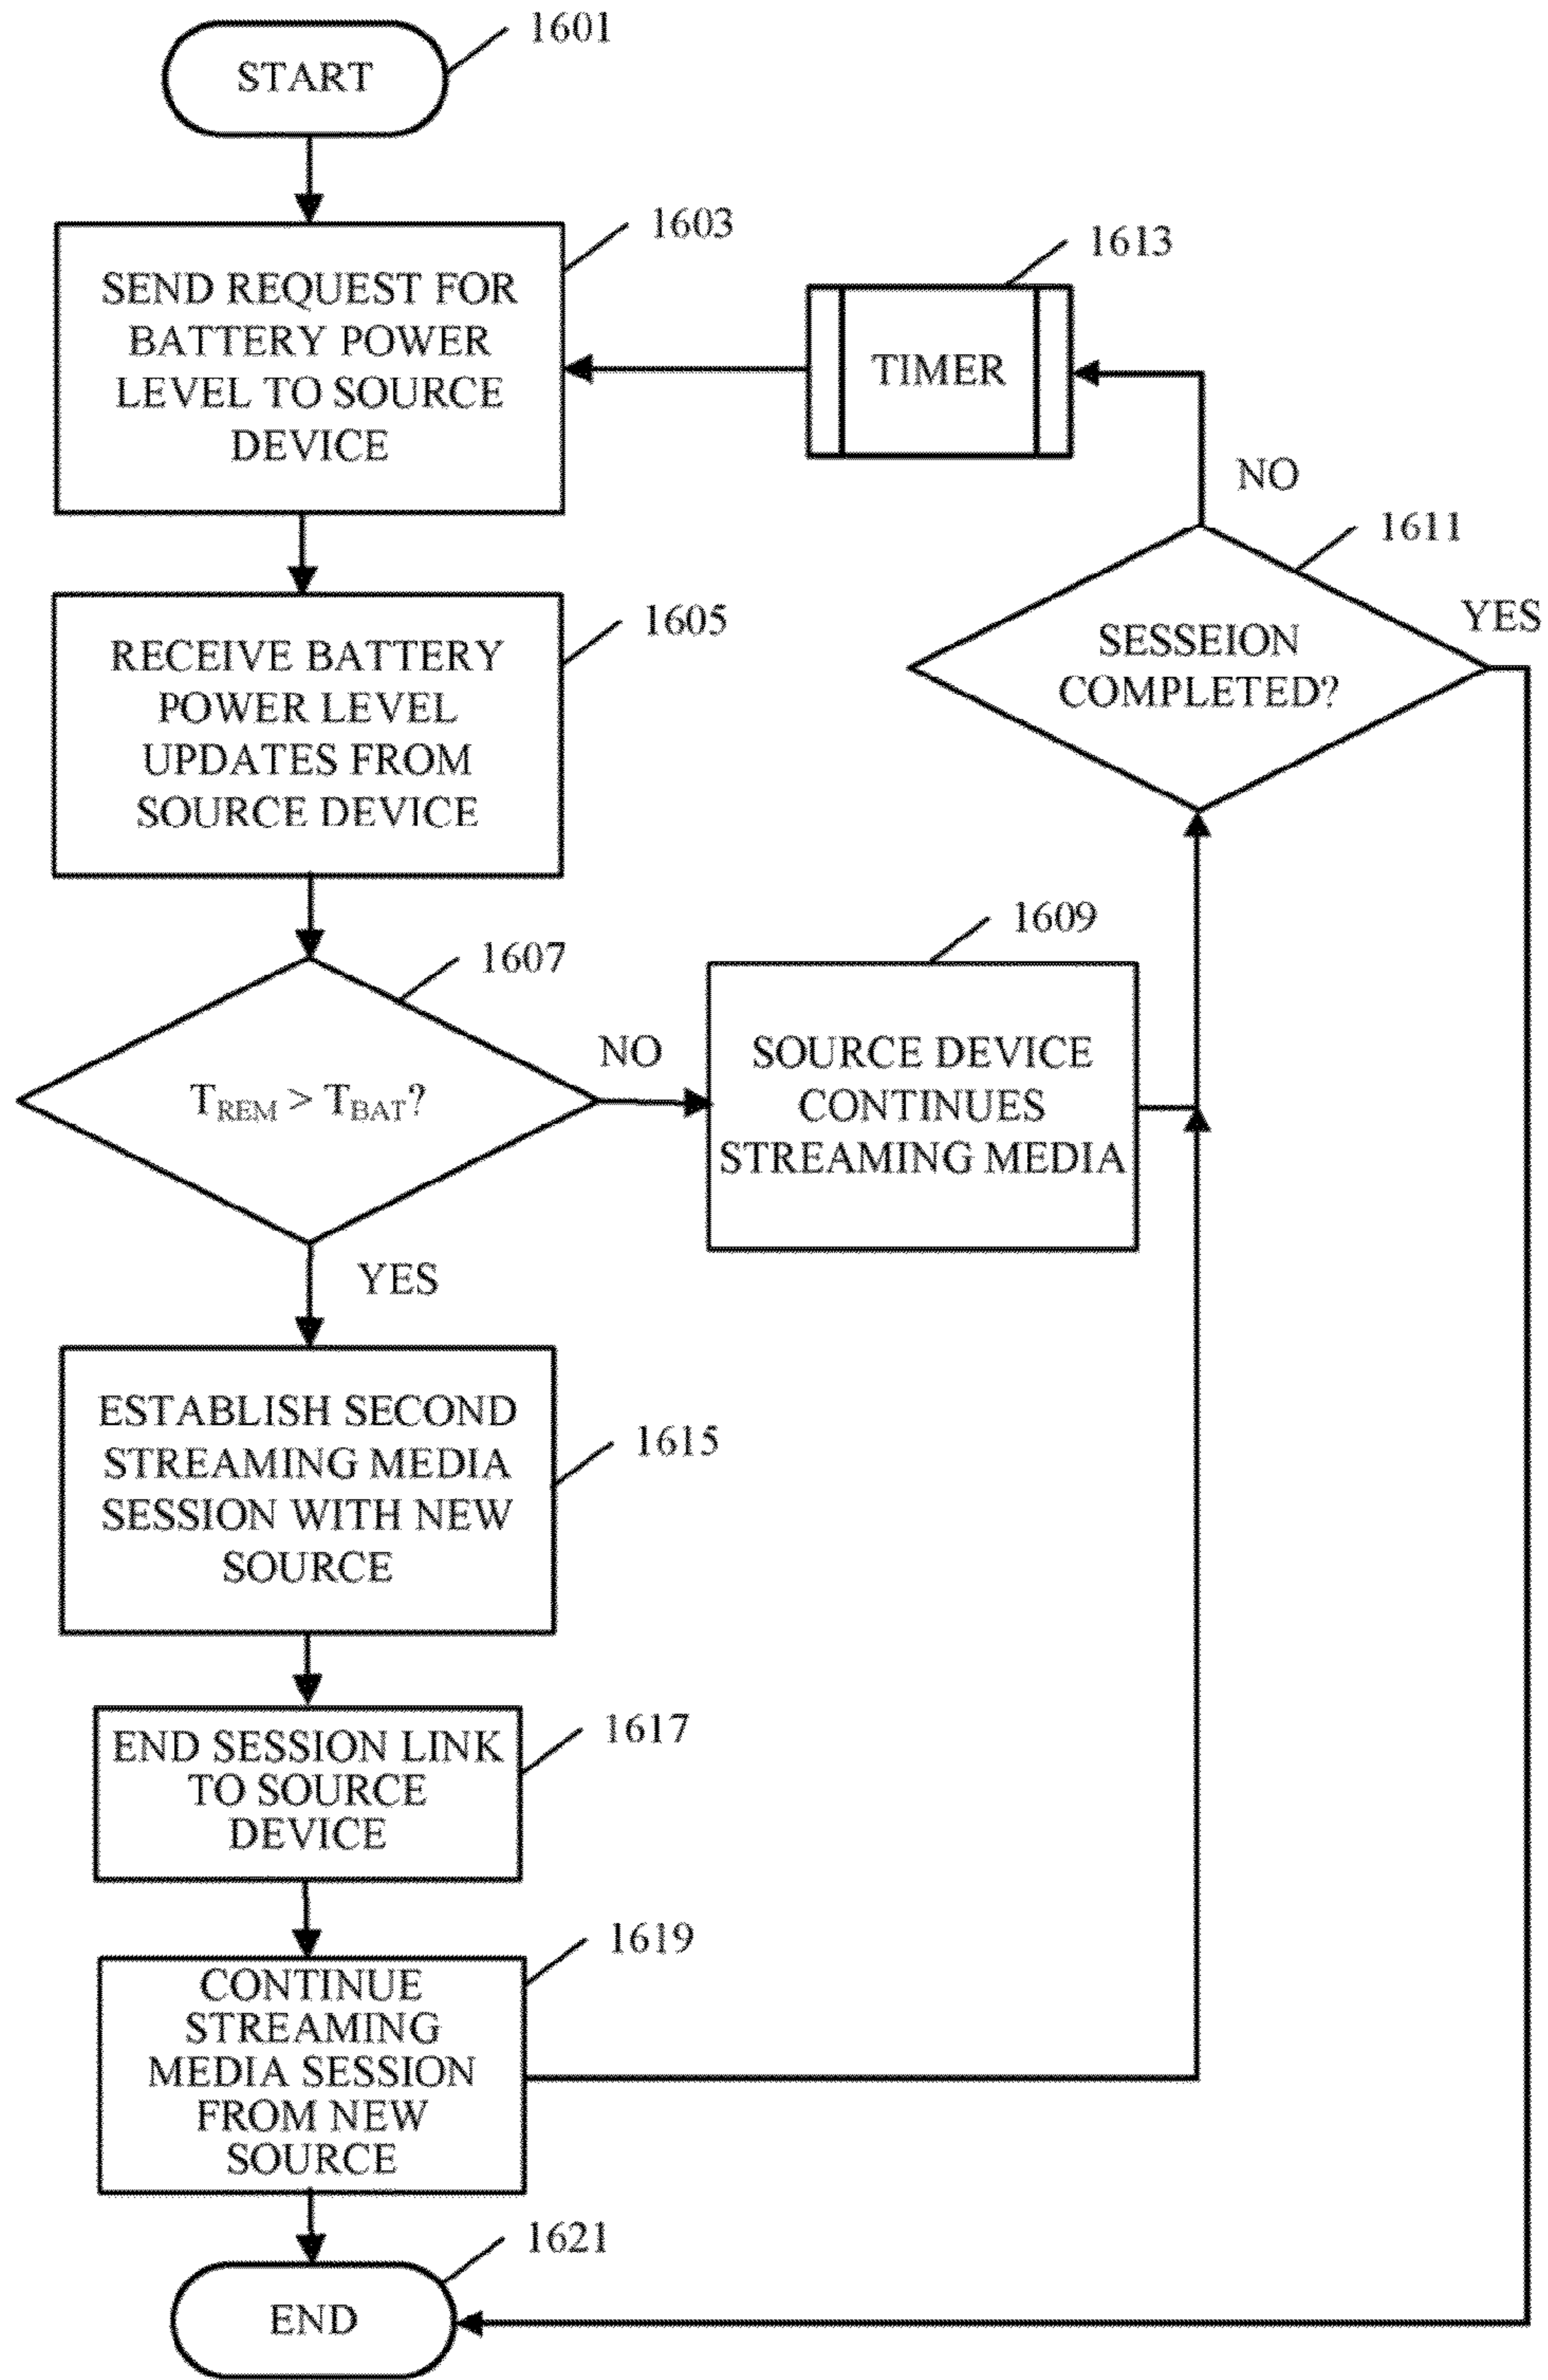 1601
START
1603
SEND REQUEST FOR
BATTERY POWER
LEVEL TO SOURCE
DEVICE
1613
TIMER
NO
1611
SESSEION
COMPLETED?
YES
1605
RECEIVE BATTERY
POWER LEVEL
UPDATES FROM
SOURCE DEVICE
1607
T_REM > T_BAT?
NO
1609
SOURCE DEVICE
CONTINUES
STREAMING MEDIA
YES
ESTABLISH SECOND
STREAMING MEDIA
SESSION WITH NEW
SOURCE
1615
END SESSION LINK
TO SOURCE
DEVICE
1617
CONTINUE
STREAMING
MEDIA SESSION
FROM NEW
SOURCE
1619
1621
END